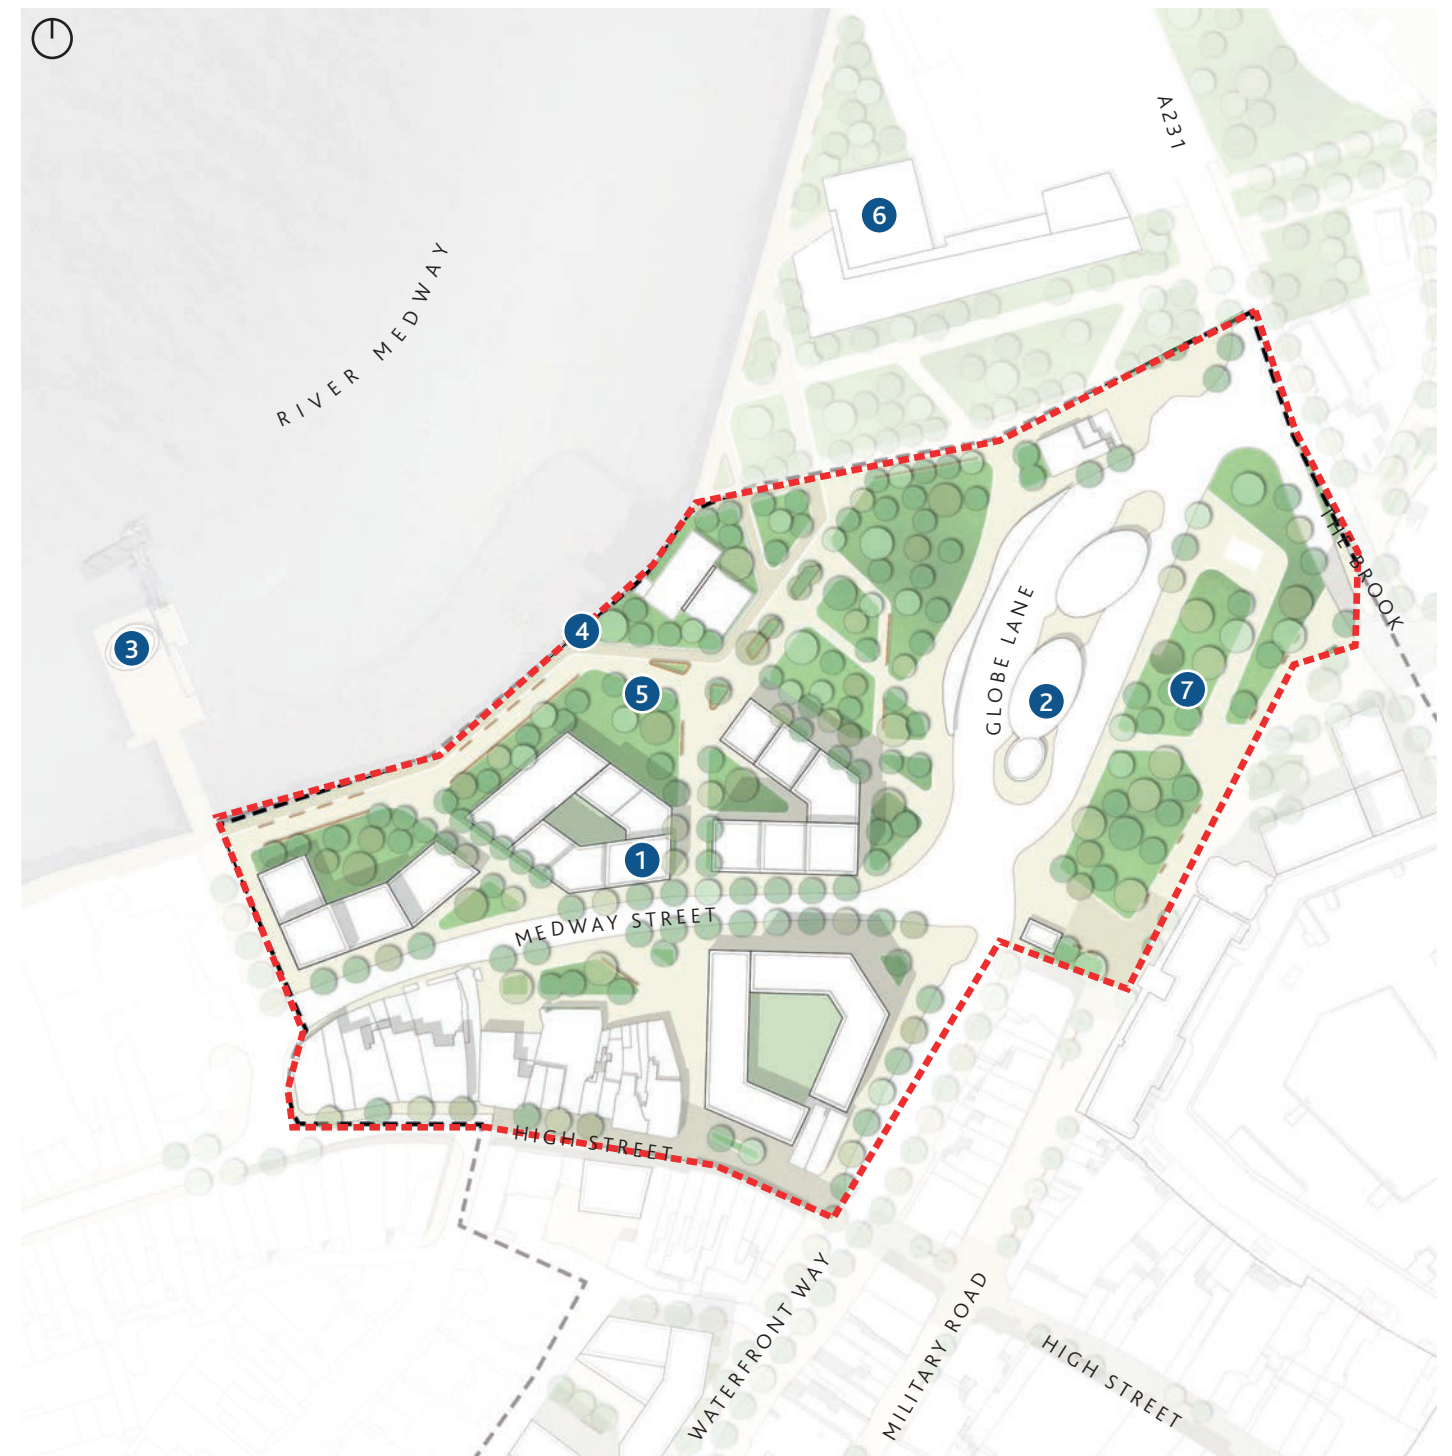 A231
6
RIVER MEDWAY
THE BROOK
GLOBE LANE
4
3
5
7
2
1
MEDWAY STREET
HIGH STREET
WATERFRONT WAY
MILITARY ROAD
HIGH STREET